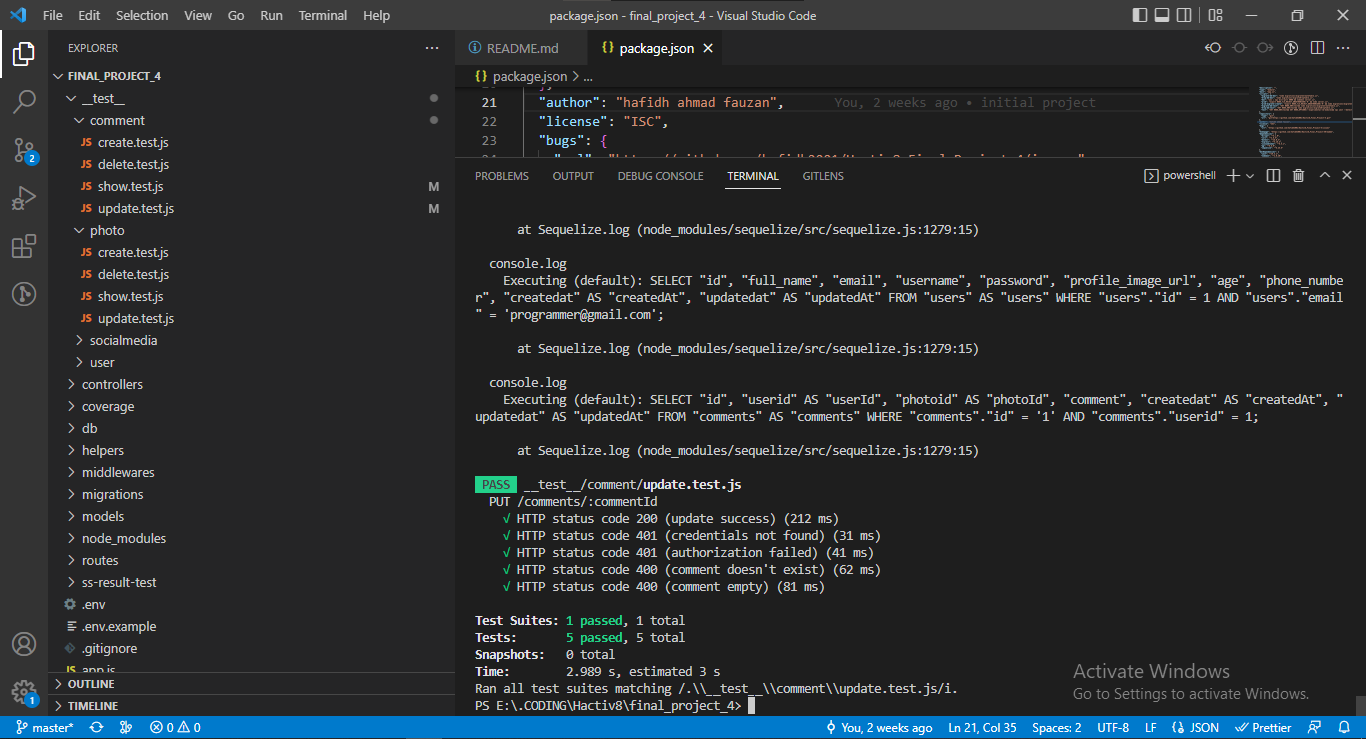 File Edit Selection View Go Run Terminal Help
package.json - final_project_4 - Visual Studio Code
EXPLORER
FINAL_PROJECT_4
__test__
comment
JS create.test.js
JS delete.test.js
JS show.test.js M
JS update.test.js M
photo
JS create.test.js
JS delete.test.js
JS show.test.js
JS update.test.js
socialmedia
user
controllers
coverage
db
helpers
middlewares
migrations
models
node_modules
routes
ss-result-test
.env
.env.example
.gitignore
JS app.js
OUTLINE
TIMELINE
2
1
README.md
{} package.json
{} package.json > ...
21 "author": "hafidh ahmad fauzan", You, 2 weeks ago • initial project
22 "license": "ISC",
23 "bugs": {
PROBLEMS OUTPUT DEBUG CONSOLE TERMINAL GITLENS
powershell
at Sequelize.log (node_modules/sequelize/src/sequelize.js:1279:15)
console.log
Executing (default): SELECT "id", "full_name", "email", "username", "password", "profile_image_url", "age", "phone_numbe
r", "createdat" AS "createdAt", "updatedat" AS "updatedAt" FROM "users" AS "users" WHERE "users"."id" = 1 AND "users"."email
" = 'programmer@gmail.com';
at Sequelize.log (node_modules/sequelize/src/sequelize.js:1279:15)
console.log
Executing (default): SELECT "id", "userid" AS "userId", "photoid" AS "photoId", "comment", "createdat" AS "createdAt", "
updatedat" AS "updatedAt" FROM "comments" AS "comments" WHERE "comments"."id" = '1' AND "comments"."userid" = 1;
at Sequelize.log (node_modules/sequelize/src/sequelize.js:1279:15)
PASS __test__/comment/update.test.js
PUT /comments/:commentId
√ HTTP status code 200 (update success) (212 ms)
√ HTTP status code 401 (credentials not found) (31 ms)
√ HTTP status code 401 (authorization failed) (41 ms)
√ HTTP status code 400 (comment doesn't exist) (62 ms)
√ HTTP status code 400 (comment empty) (81 ms)
Test Suites: 1 passed, 1 total
Tests: 5 passed, 5 total
Snapshots: 0 total
Time: 2.989 s, estimated 3 s
Ran all test suites matching /.\\__test__\\comment\\update.test.js/i.
PS E:\.CODING\Hactiv8\final_project_4>
Activate Windows
Go to Settings to activate Windows.
master* 0 0 You, 2 weeks ago Ln 21, Col 35 Spaces: 2 UTF-8 LF {} JSON Prettier